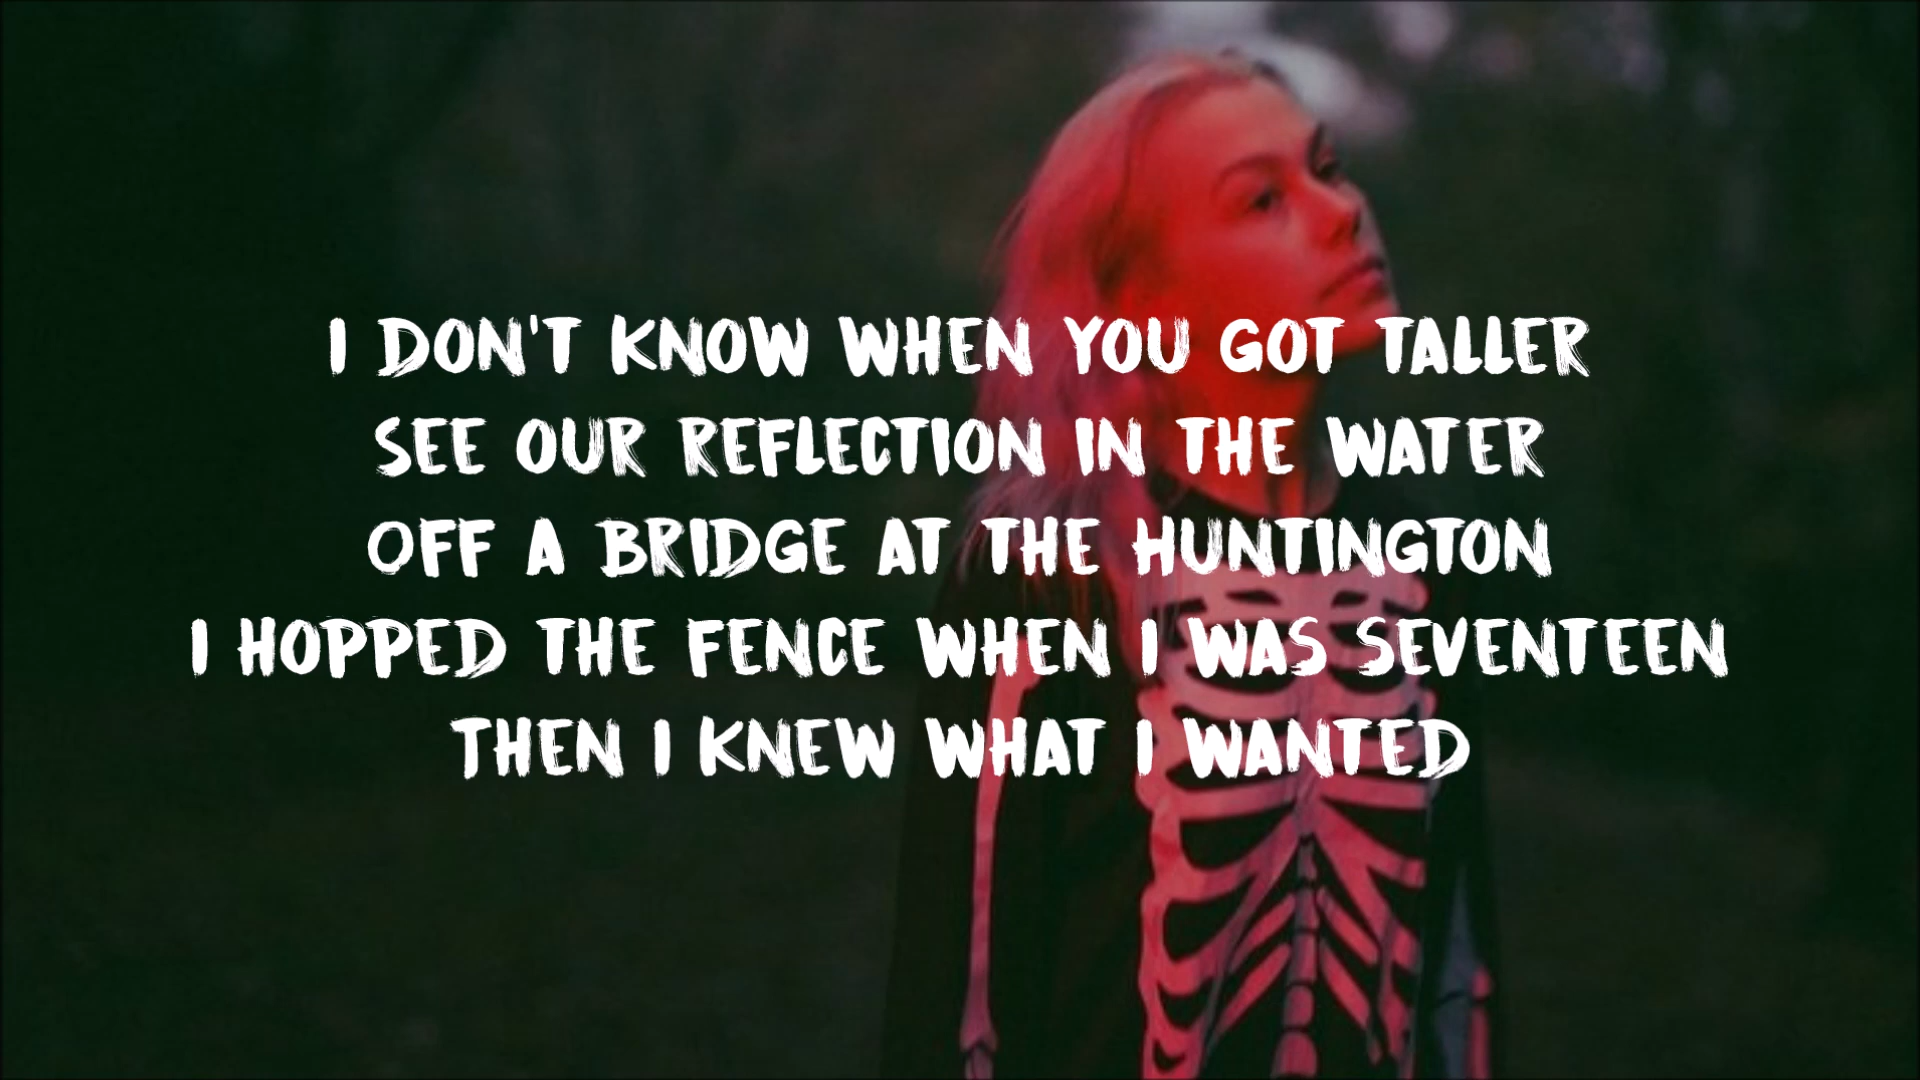 I DON'T KNOW WHEN YOU GOT TALLER
SEE OUR REFLECTION IN THE WATER
OFF A BRIDGE AT THE HUNTINGTON
I HOPPED THE FENCE WHEN I WAS SEVENTEEN
THEN I KNEW WHAT I WANTED